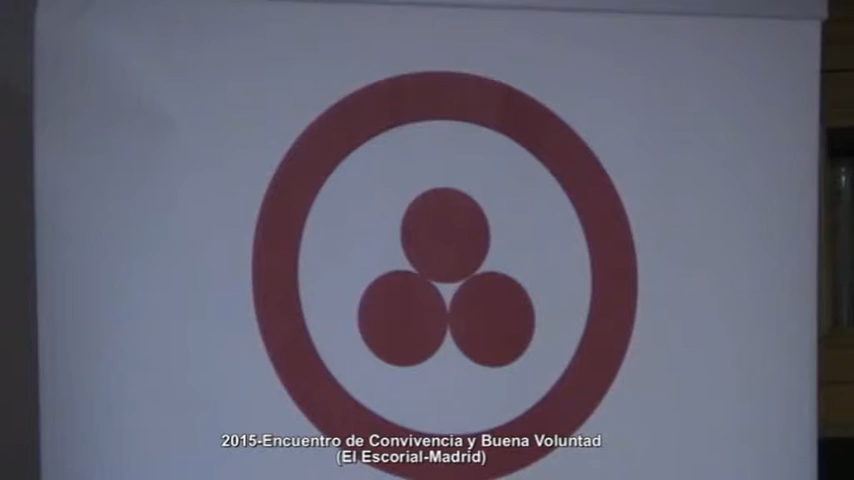 2015-Encuentro de Convivencia y Buena Voluntad
(El Escorial-Madrid)